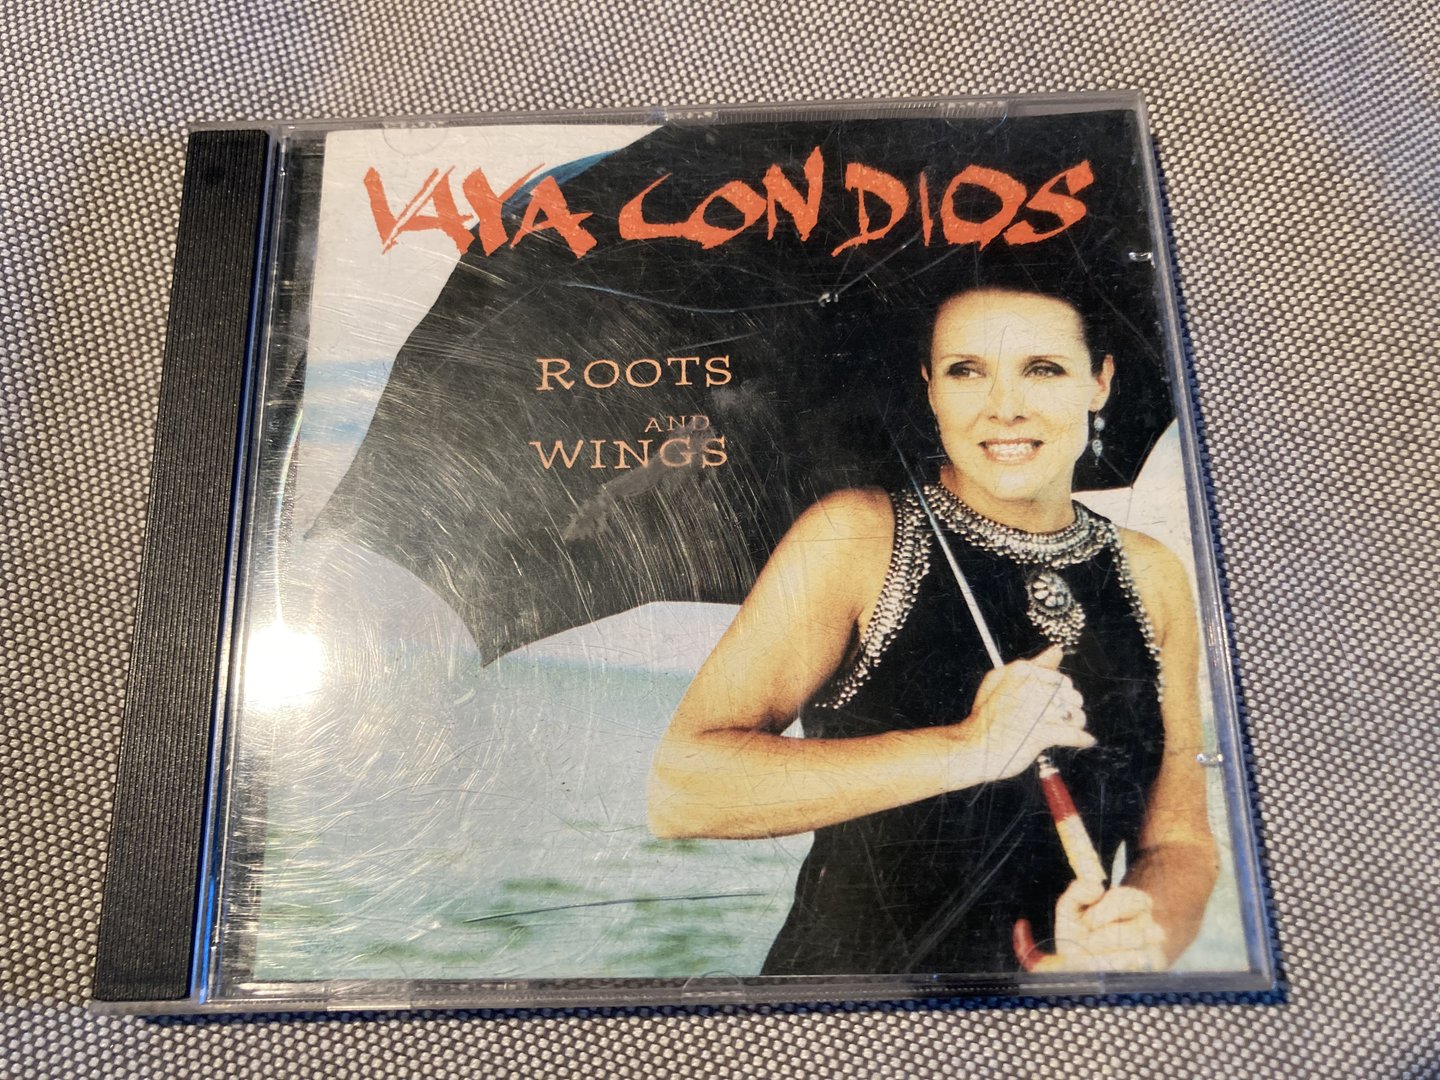 VAYA CON DIOS
ROOTS
AND
WINGS